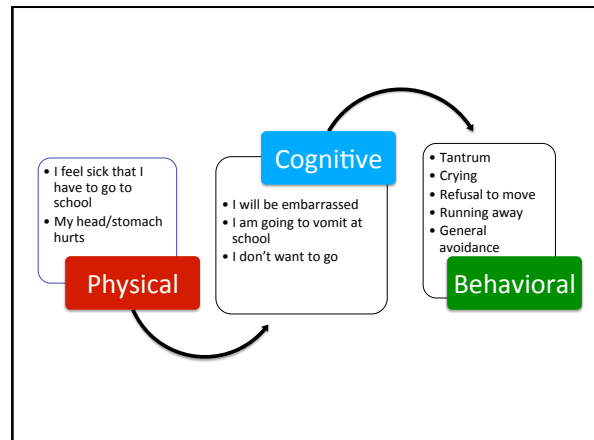 • I feel sick that I
have to go to
school
• My head/stomach
hurts
Physical
Cognitive
• I will be embarrassed
• I am going to vomit at
school
• I don’t want to go
• Tantrum
• Crying
• Refusal to move
• Running away
• General
avoidance
Behavioral